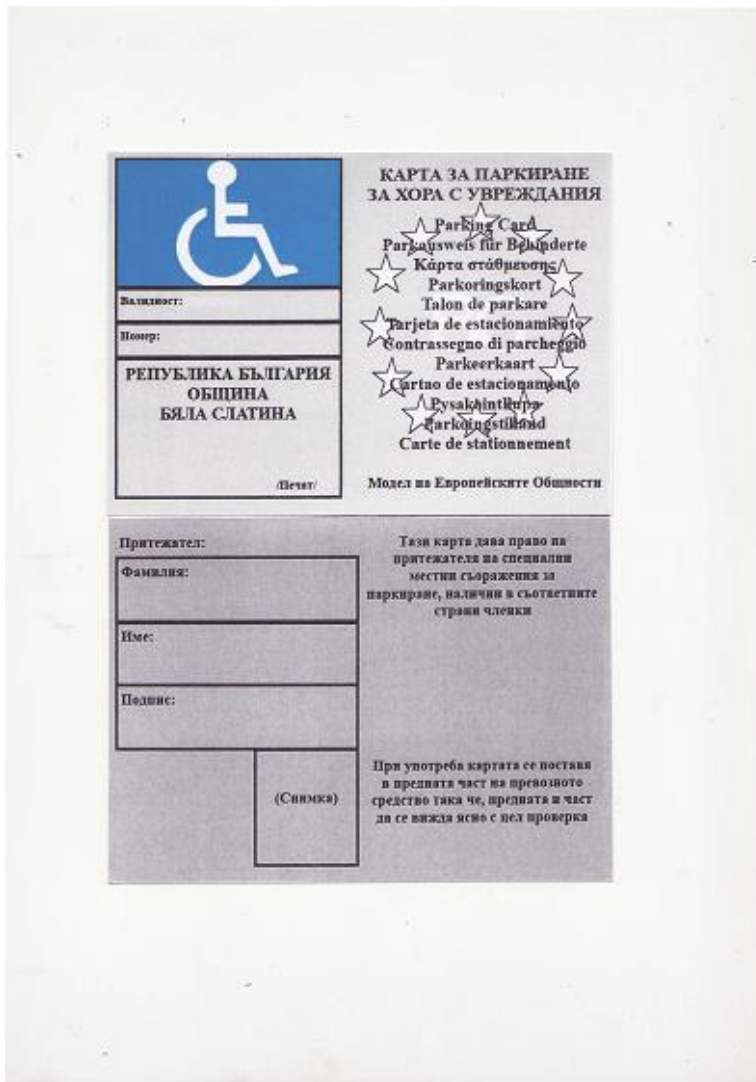 КАРТА ЗА ПАРКИРАНЕ
ЗА ХОРА С УВРЕЖДАНИЯ
Parking Card
Parkausweis für Behinderte
Κάρτα στάθμευσης
Parkoringskort
Talon de parkare
Tarjeta de estacionamiento
Contrassegno di parcheggio
Parkeerkaart
Cartao de estacionamento
Carte de stationnement
Модел на Европейските Общности
Валидност:
Номер:
РЕПУБЛИКА БЪЛГАРИЯ
ОБЩИНА
БЯЛА СЛАТИНА
/Печат/
Притежател:
Фамилия:
Име:
Подпис:
(Снимка)
Тази карта дава право на
притежателя на специални
местни съоражения за
паркиране, налични в съответните
страни членки
При употреба картата се поставя
в предната част на превозното
средство така че, предната и част
да се вижда ясно с цел проверка